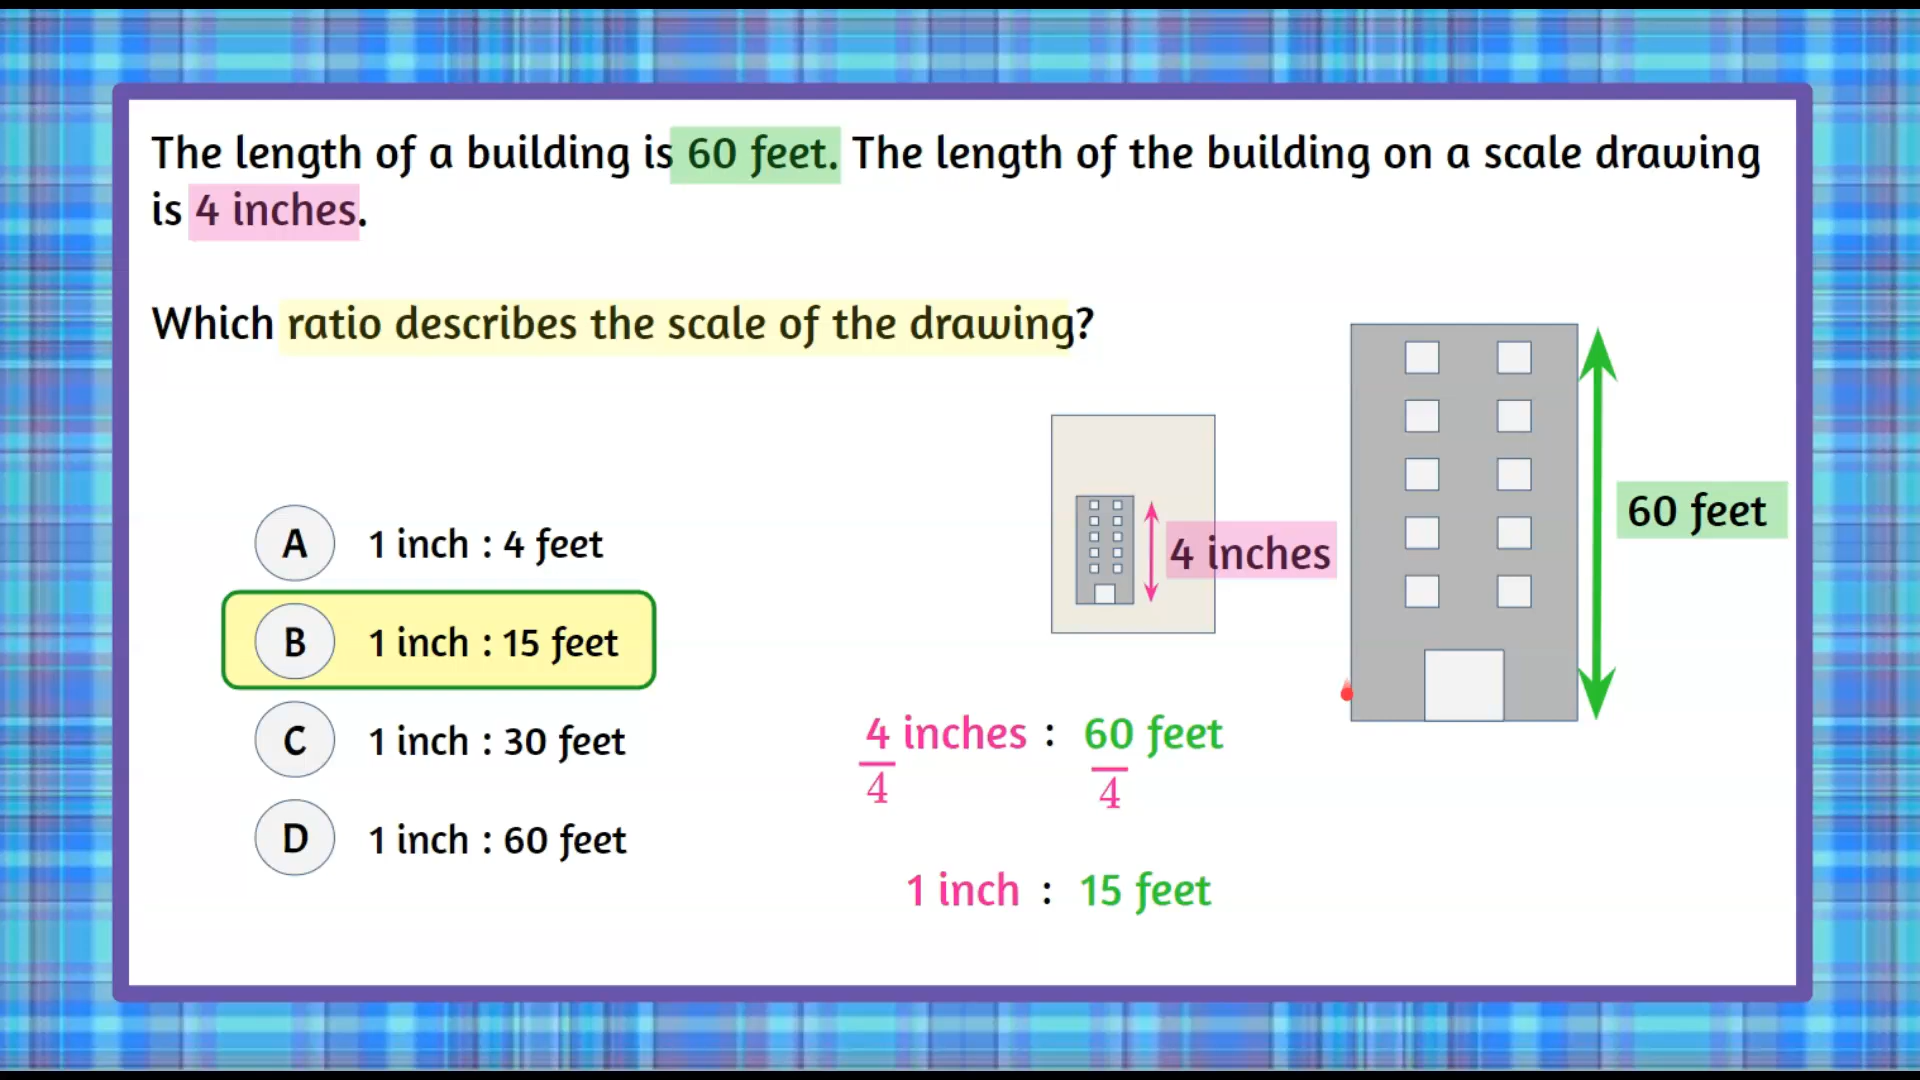 The length of a building is 60 feet. The length of the building on a scale drawing
is 4 inches.
Which ratio describes the scale of the drawing?
A 1 inch : 4 feet
B 1 inch : 15 feet
C 1 inch : 30 feet
D 1 inch : 60 feet
4 inches
60 feet
4 inches : 60 feet
4 4
1 inch : 15 feet